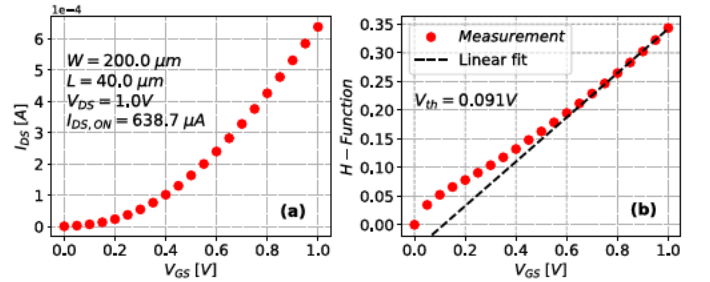 1e−4
6
5
4
3
2
1
0
I_DS [A]
W = 200.0 μm
L = 40.0 μm
V_DS = 1.0V
I_DS,ON = 638.7 μA
(a)
0.0 0.2 0.4 0.6 0.8 1.0
V_GS [V]
0.35
0.30
0.25
0.20
0.15
0.10
0.05
0.00
H − Function
Measurement
Linear fit
V_th = 0.091V
(b)
0.0 0.2 0.4 0.6 0.8 1.0
V_GS [V]